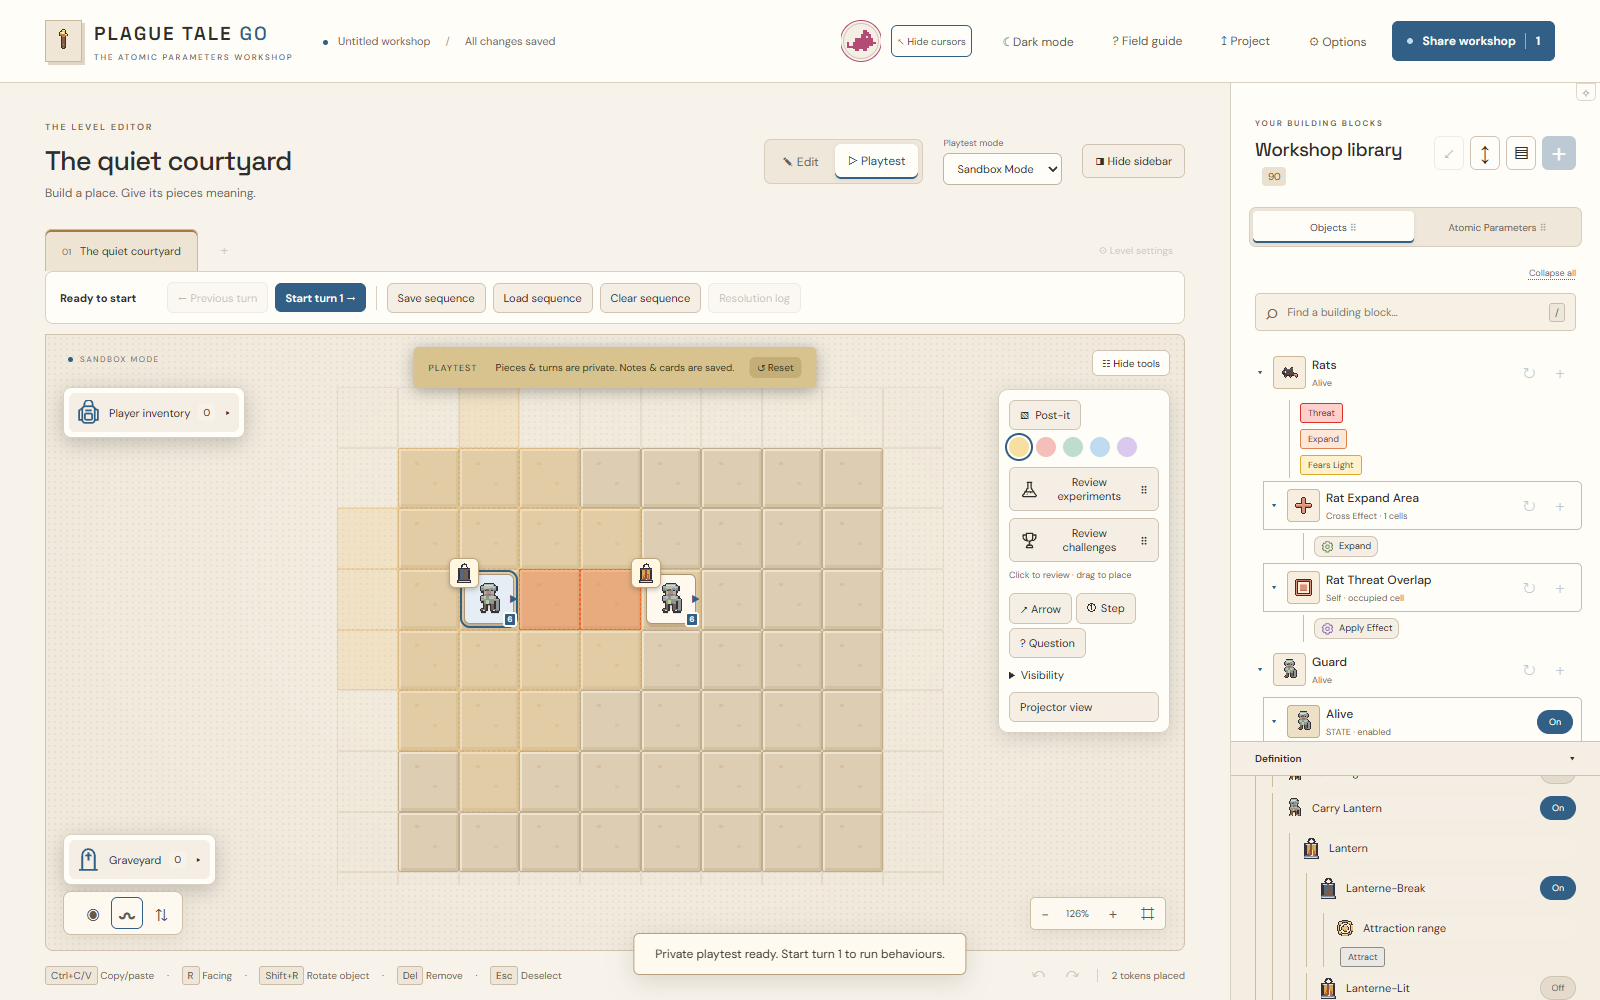 PLAGUE TALE GO
THE ATOMIC PARAMETERS WORKSHOP
Untitled workshop / All changes saved
Hide cursors
Dark mode
? Field guide
Project
Options
Share workshop 1
THE LEVEL EDITOR
The quiet courtyard
Build a place. Give its pieces meaning.
Edit
Playtest
Playtest mode
Sandbox Mode
Hide sidebar
01 The quiet courtyard
+
Level settings
Ready to start
← Previous turn
Start turn 1 →
Save sequence
Load sequence
Clear sequence
Resolution log
SANDBOX MODE
PLAYTEST Pieces & turns are private. Notes & cards are saved.
↺ Reset
Hide tools
Player inventory 0
Post-it
Review experiments
Review challenges
Click to review · drag to place
↗ Arrow
Step
? Question
Visibility
Projector view
6
6
Graveyard 0
− 126% +
Private playtest ready. Start turn 1 to run behaviours.
Ctrl+C/V Copy/paste · R Facing · Shift+R Rotate object · Del Remove · Esc Deselect
2 tokens placed
YOUR BUILDING BLOCKS
Workshop library
90
Objects
Atomic Parameters
Collapse all
Find a building block...
/
Rats
Alive
Threat
Expand
Fears Light
Rat Expand Area
Cross Effect · 1 cells
Expand
Rat Threat Overlap
Self · occupied cell
Apply Effect
Guard
Alive
Alive
STATE · enabled
On
Definition
Carry Lantern
On
Lantern
Lanterne-Break
On
Attraction range
Attract
Lanterne-Lit
Off